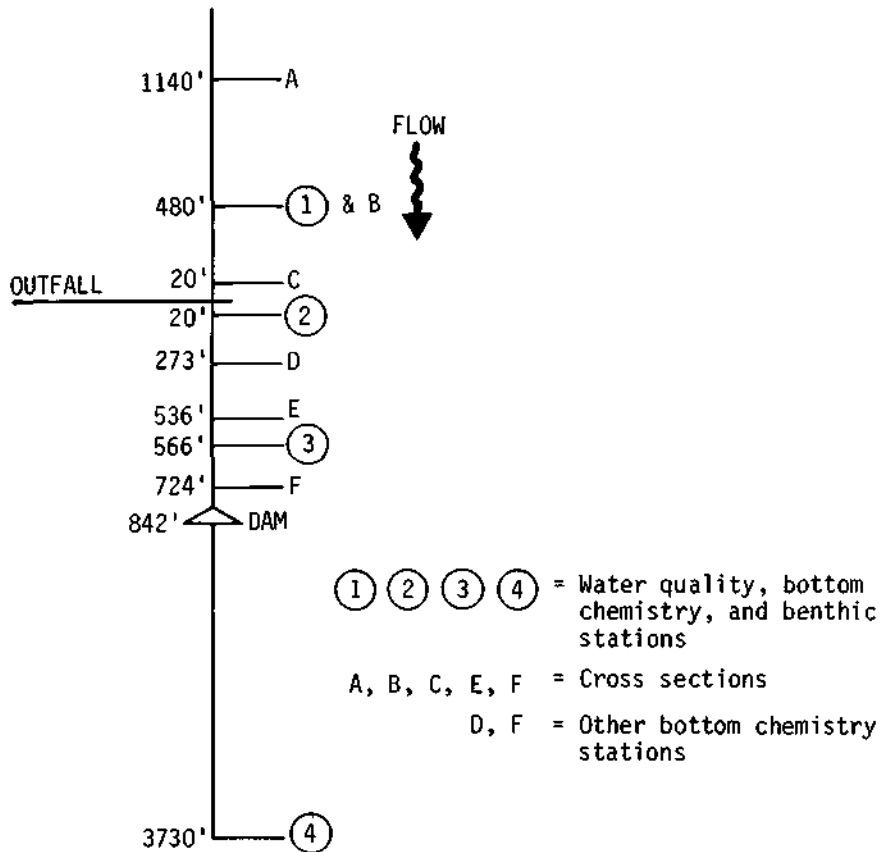 1140' A
FLOW
480' 1 & B
20' C
OUTFALL
20' 2
273' D
536' E
566' 3
724' F
842' DAM
1 2 3 4 = Water quality, bottom
chemistry, and benthic
stations
A, B, C, E, F = Cross sections
D, F = Other bottom chemistry
stations
3730' 4